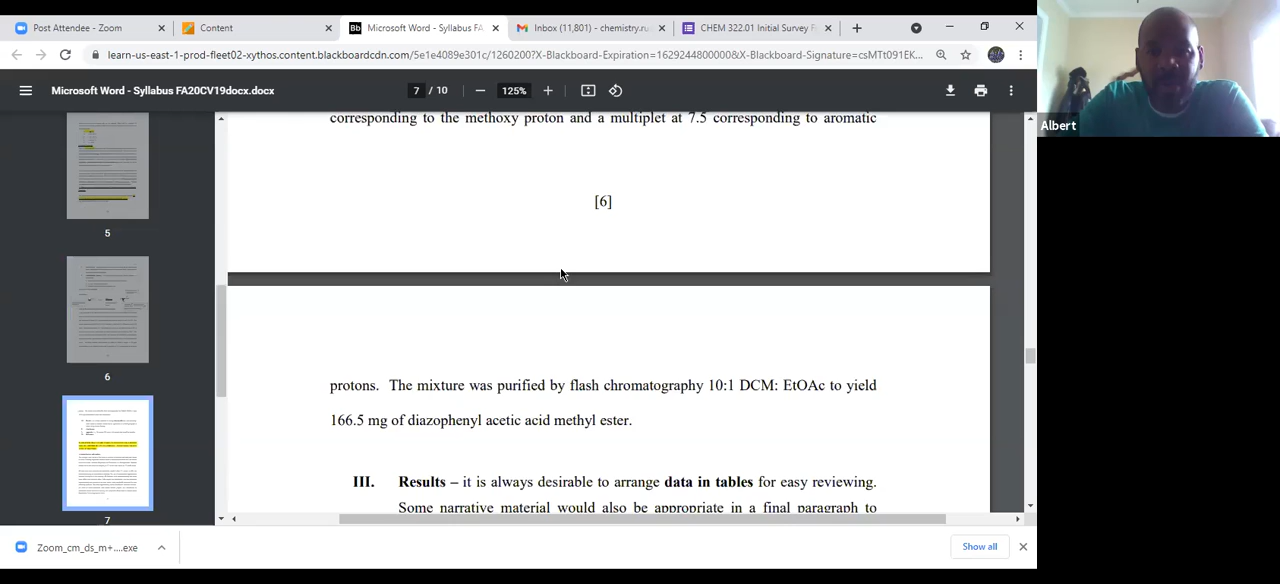 Post Attendee - Zoom
Content
Microsoft Word - Syllabus FA
Inbox (11,801) - chemistry.ru
CHEM 322.01 Initial Survey F
learn-us-east-1-prod-fleet02-xythos.content.blackboardcdn.com/5e1e4089e301c/1260200?X-Blackboard-Expiration=1629244800000&X-Blackboard-Signature=csMTt091EK...
Microsoft Word - Syllabus FA20CV19docx.docx
7 / 10
125%
Albert
corresponding to the methoxy proton and a multiplet at 7.5 corresponding to aromatic
[6]
5
6
7
protons. The mixture was purified by flash chromatography 10:1 DCM: EtOAc to yield
166.5 mg of diazophenyl acetic acid methyl ester.
III. Results – it is always desirable to arrange data in tables for easy reviewing.
Some narrative material would also be appropriate in a final paragraph to
Zoom_cm_ds_m+....exe
Show all